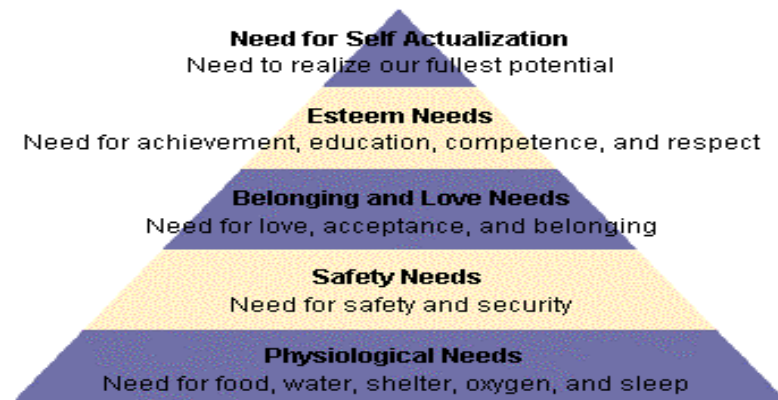 Need for Self Actualization
Need to realize our fullest potential
Esteem Needs
Need for achievement, education, competence, and respect
Belonging and Love Needs
Need for love, acceptance, and belonging
Safety Needs
Need for safety and security
Physiological Needs
Need for food, water, shelter, oxygen, and sleep